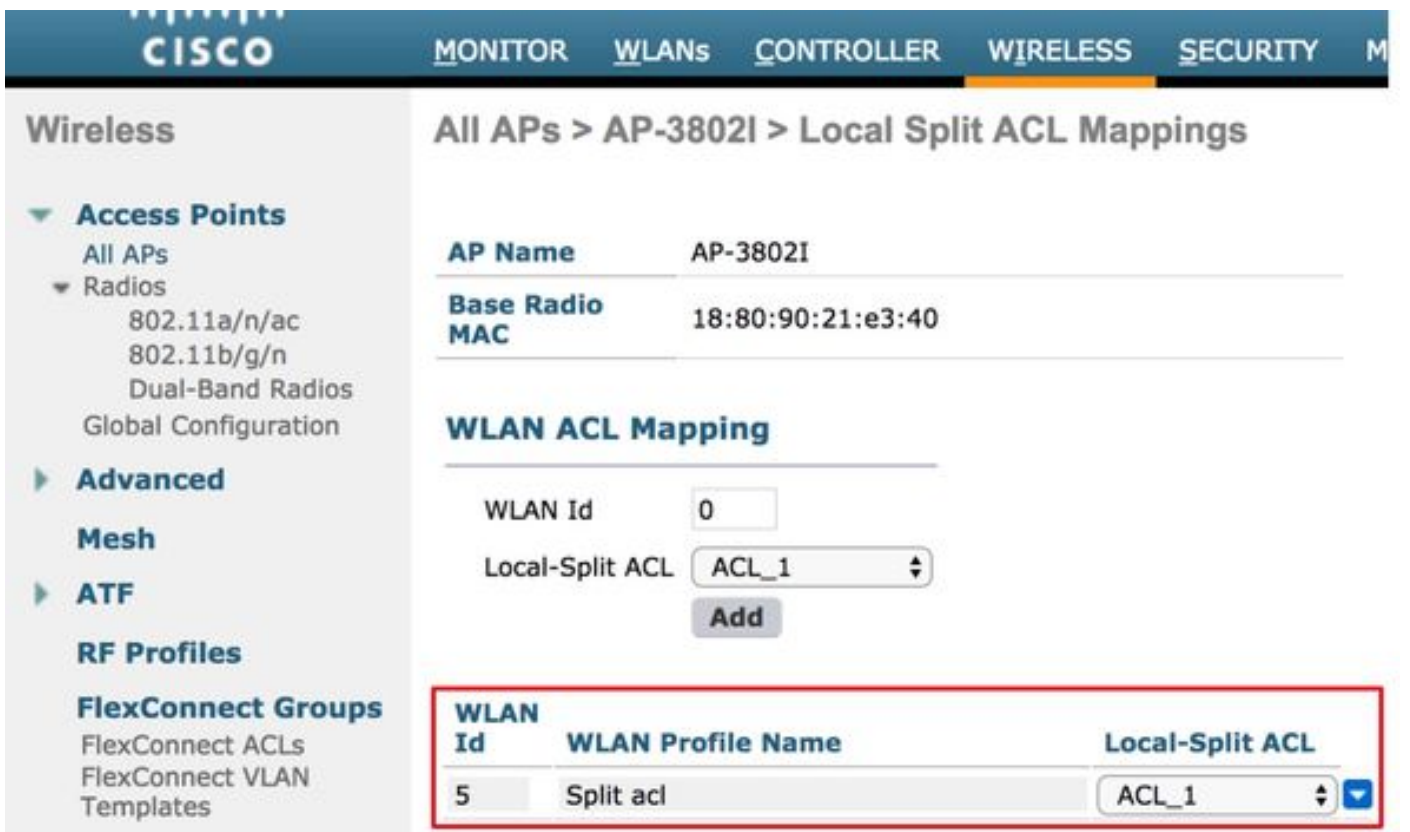 CISCO
MONITOR WLANs CONTROLLER WIRELESS SECURITY M
Wireless
Access Points
All APs
Radios
802.11a/n/ac
802.11b/g/n
Dual-Band Radios
Global Configuration
Advanced
Mesh
ATF
RF Profiles
FlexConnect Groups
FlexConnect ACLs
FlexConnect VLAN
Templates
All APs > AP-3802I > Local Split ACL Mappings
AP Name AP-3802I
Base Radio
MAC 18:80:90:21:e3:40
WLAN ACL Mapping
WLAN Id 0
Local-Split ACL ACL_1
Add
WLAN
Id WLAN Profile Name Local-Split ACL
5 Split acl ACL_1